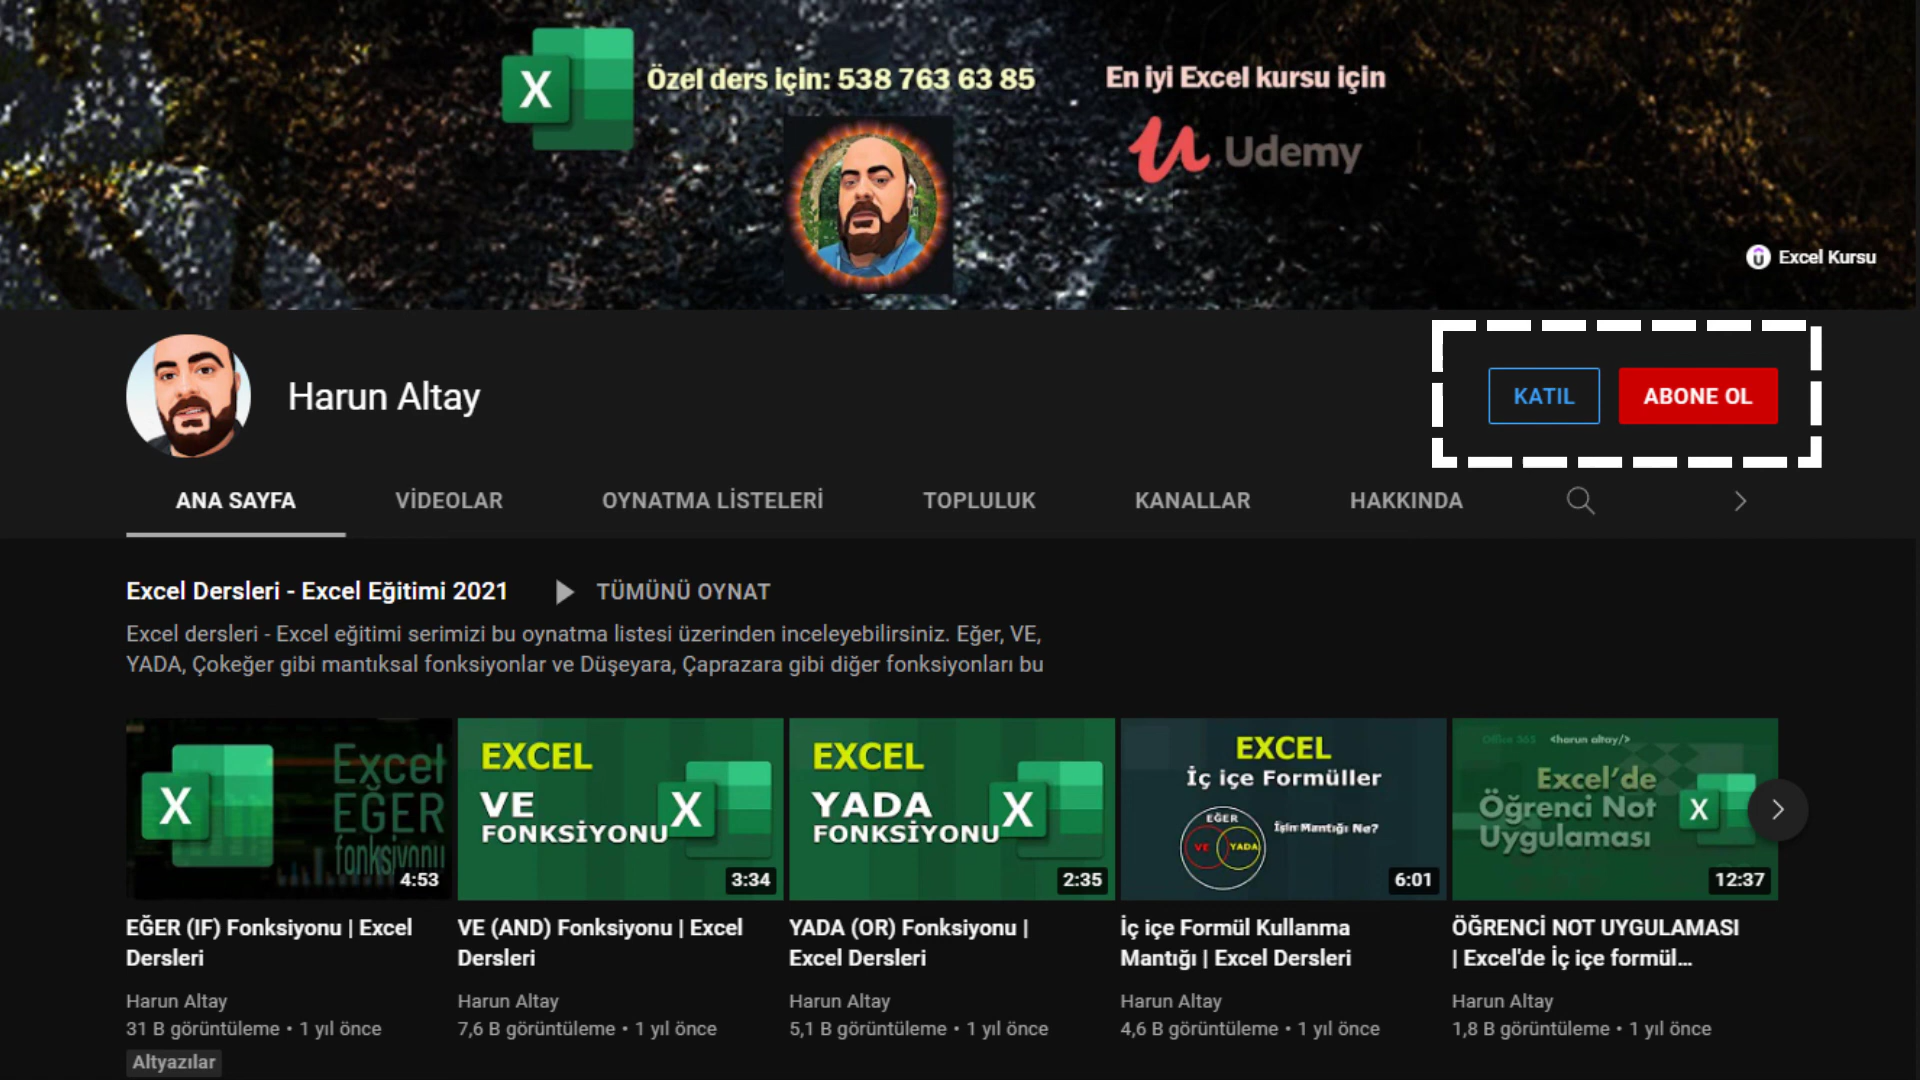 Özel ders için: 538 763 63 85
En iyi Excel kursu için
Udemy
Excel Kursu
Harun Altay
KATIL
ABONE OL
ANA SAYFA
VİDEOLAR
OYNATMA LİSTELERİ
TOPLULUK
KANALLAR
HAKKINDA
Excel Dersleri - Excel Eğitimi 2021
TÜMÜNÜ OYNAT
Excel dersleri - Excel eğitimi serimizi bu oynatma listesi üzerinden inceleyebilirsiniz. Eğer, VE,
YADA, Çokeğer gibi mantıksal fonksiyonlar ve Düşeyara, Çaprazara gibi diğer fonksiyonları bu
X
Excel
EĞER
fonksiyonu
4:53
EXCEL
VE
FONKSİYONU
X
3:34
EXCEL
YADA
FONKSİYONU
X
2:35
EXCEL
İç içe Formüller
EĞER
VE
YADA
İşin Mantığı Ne?
6:01
Office 365
<harun altay/>
Excel'de
Öğrenci Not
Uygulaması
X
12:37
EĞER (IF) Fonksiyonu | Excel
Dersleri
Harun Altay
31 B görüntüleme • 1 yıl önce
Altyazılar
VE (AND) Fonksiyonu | Excel
Dersleri
Harun Altay
7,6 B görüntüleme • 1 yıl önce
YADA (OR) Fonksiyonu |
Excel Dersleri
Harun Altay
5,1 B görüntüleme • 1 yıl önce
İç içe Formül Kullanma
Mantığı | Excel Dersleri
Harun Altay
4,6 B görüntüleme • 1 yıl önce
ÖĞRENCİ NOT UYGULAMASI
| Excel'de İç içe formül...
Harun Altay
1,8 B görüntüleme • 1 yıl önce